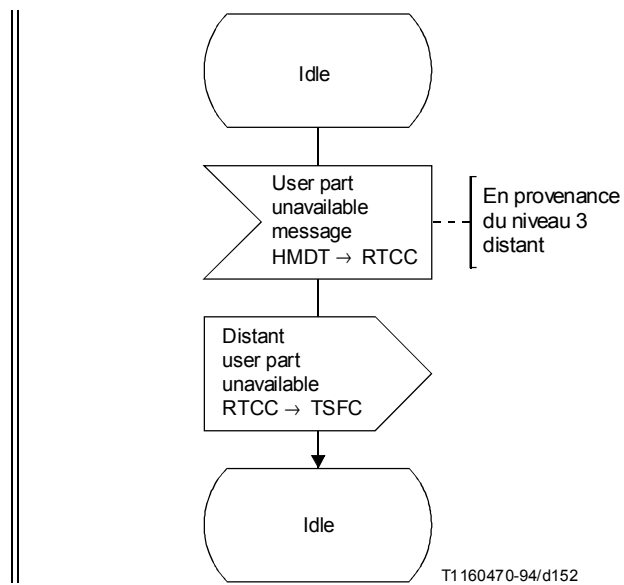 Idle
User part
unavailable
message
HMDT → RTCC
En provenance
du niveau 3
distant
Distant
user part
unavailable
RTCC → TSFC
Idle
T1160470-94/d152